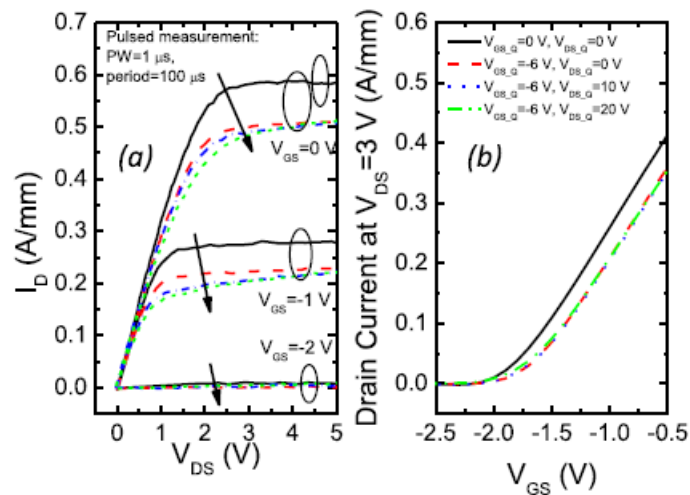 Pulsed measurement:
PW=1 μs,
period=100 μs
(a)
V_GS=0 V
V_GS=-1 V
V_GS=-2 V
0.7
0.6
0.5
0.4
0.3
0.2
0.1
0.0
I_D (A/mm)
0 1 2 3 4 5
V_DS (V)
V_GS_Q=0 V, V_DS_Q=0 V
V_GS_Q=-6 V, V_DS_Q=0 V
V_GS_Q=-6 V, V_DS_Q=10 V
V_GS_Q=-6 V, V_DS_Q=20 V
(b)
0.6
0.5
0.4
0.3
0.2
0.1
0.0
Drain Current at V_DS=3 V (A/mm)
-2.5 -2.0 -1.5 -1.0 -0.5
V_GS (V)